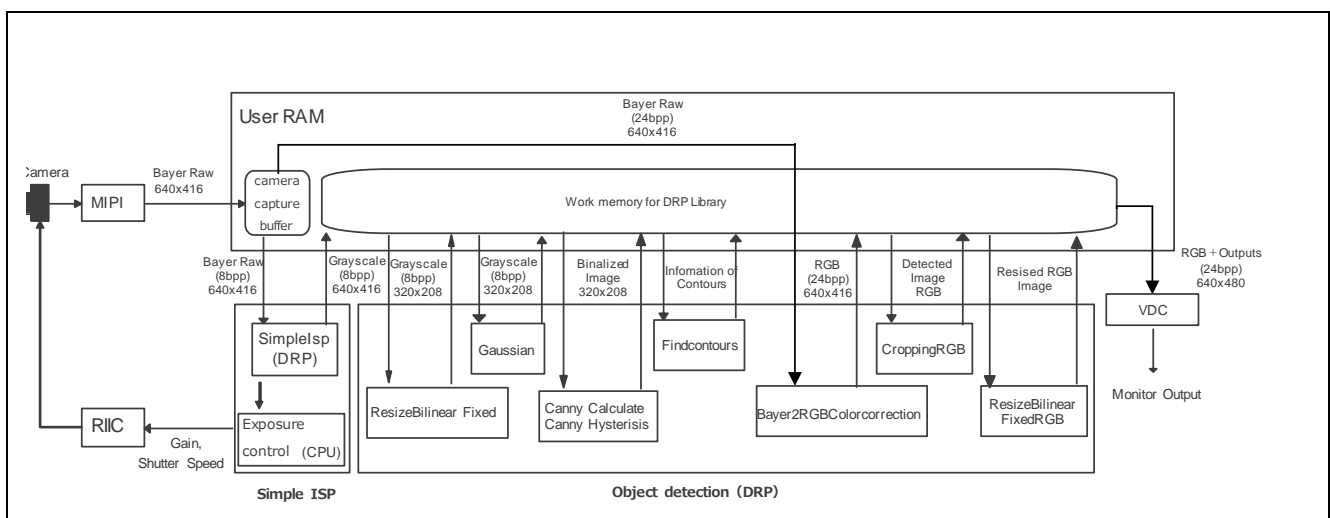 User RAM
Bayer Raw
(24bpp)
640x416
Camera
Bayer Raw
640x416
MIPI
camera
capture
buffer
Work memory for DRP Library
Bayer Raw
(8bpp)
640x416
Grayscale
(8bpp)
640x416
Grayscale
(8bpp)
320x208
Grayscale
(8bpp)
320x208
Binalized
Image
320x208
Infomation of
Contours
RGB
(24bpp)
640x416
Detected
Image
RGB
Resised RGB
Image
RGB+Outputs
(24bpp)
640x480
VDC
Monitor Output
SimpleIsp
(DRP)
Exposure
control (CPU)
RIIC
Gain,
Shutter Speed
ResizeBilinear Fixed
Gaussian
Canny Calculate
Canny Hysterisis
Findcontours
Bayer2RGBColorcorrection
CroppingRGB
ResizeBilinear
FixedRGB
Simple ISP
Object detection (DRP)